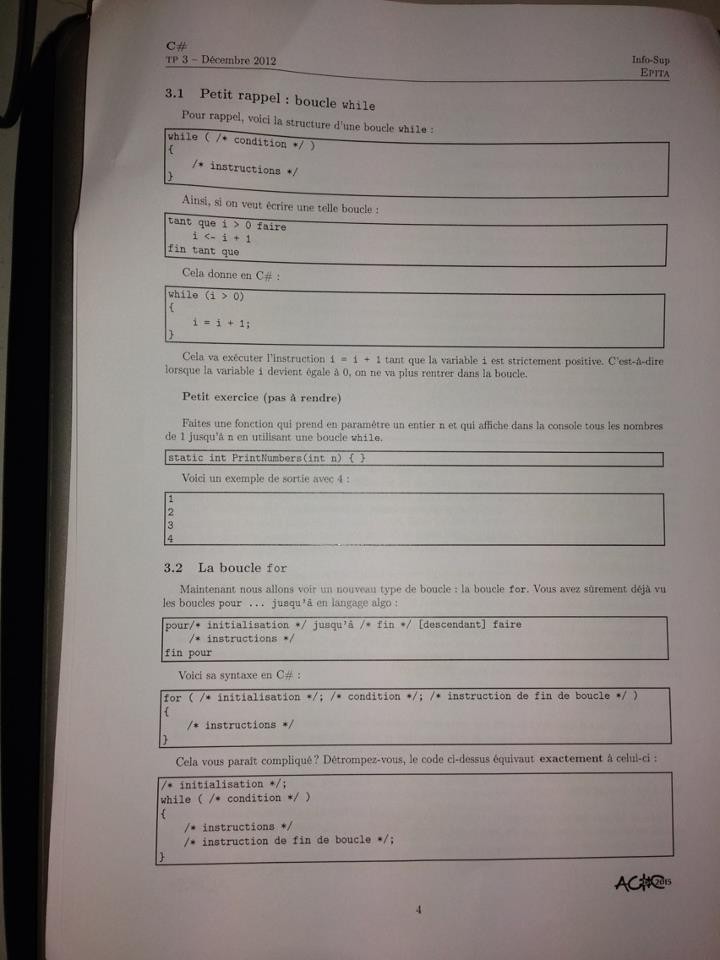 C#
TP 3 – Décembre 2012
Info-Sup
EPITA
3.1 Petit rappel : boucle while
Pour rappel, voici la structure d'une boucle while :
while ( /* condition */ )
{
/* instructions */
}
Ainsi, si on veut écrire une telle boucle :
tant que i > 0 faire
i <- i + 1
fin tant que
Cela donne en C# :
while (i > 0)
{
i = i + 1;
}
Cela va exécuter l'instruction i = i + 1 tant que la variable i est strictement positive. C'est-à-dire
lorsque la variable i devient égale à 0, on ne va plus rentrer dans la boucle.
Petit exercice (pas à rendre)
Faites une fonction qui prend en paramètre un entier n et qui affiche dans la console tous les nombres
de 1 jusqu'à n en utilisant une boucle while.
static int PrintNumbers(int n) { }
Voici un exemple de sortie avec 4 :
1
2
3
4
3.2 La boucle for
Maintenant nous allons voir un nouveau type de boucle : la boucle for. Vous avez sûrement déjà vu
les boucles pour ... jusqu'à en langage algo :
pour/* initialisation */ jusqu'à /* fin */ [descendant] faire
/* instructions */
fin pour
Voici sa syntaxe en C# :
for ( /* initialisation */; /* condition */; /* instruction de fin de boucle */ )
{
/* instructions */
}
Cela vous paraît compliqué ? Détrompez-vous, le code ci-dessus équivaut exactement à celui-ci :
/* initialisation */;
while ( /* condition */ )
{
/* instructions */
/* instruction de fin de boucle */;
}
AC#C 2015
4